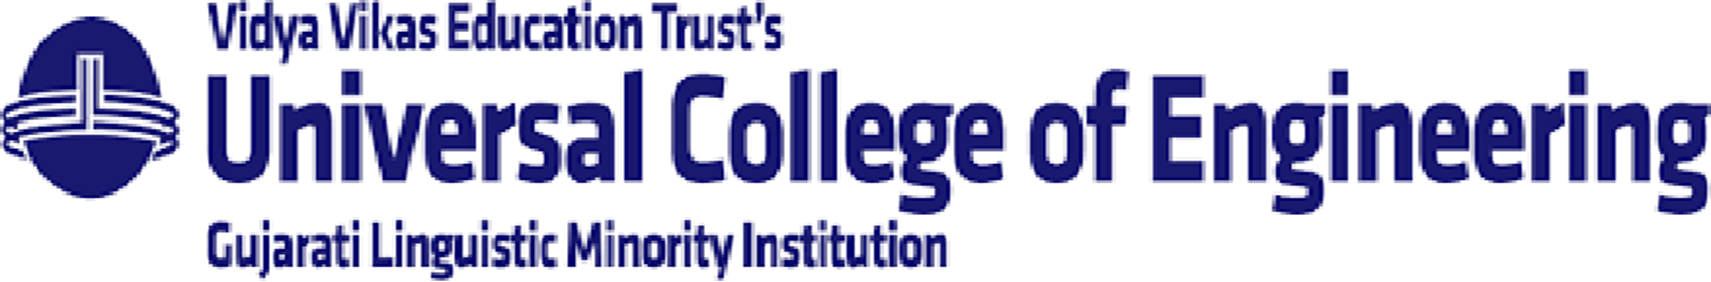 Vidya Vikas Education Trust's
Universal College of Engineering
Gujarati Linguistic Minority Institution